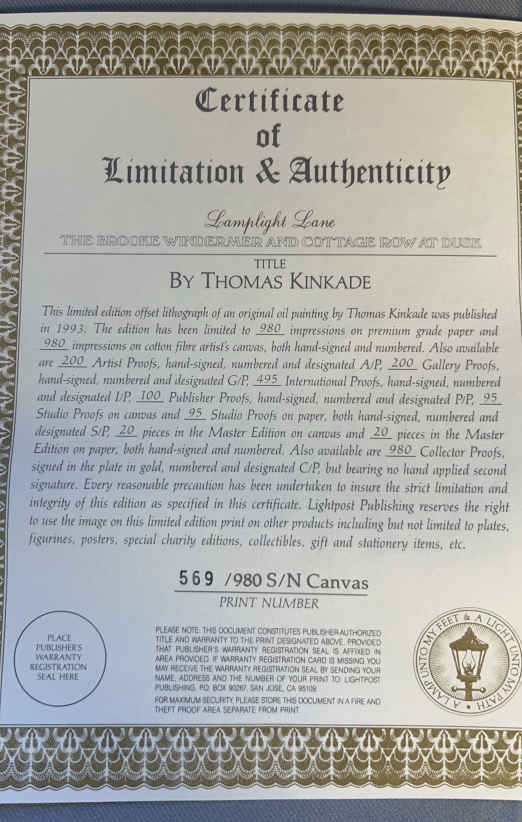 Certificate
of
Limitation & Authenticity
Lamplight Lane
THE BROOKE WINDERMER AND COTTAGE ROW AT DUSK
TITLE
BY THOMAS KINKADE
This limited edition offset lithograph of an original oil painting by Thomas Kinkade was published
in 1993. The edition has been limited to 980 impressions on premium grade paper and
980 impressions on cotton fibre artist's canvas, both hand-signed and numbered. Also available
are 200 Artist Proofs, hand-signed, numbered and designated A/P, 200 Gallery Proofs,
hand-signed, numbered and designated G/P, 495 International Proofs, hand-signed, numbered
and designated I/P, 100 Publisher Proofs, hand-signed, numbered and designated P/P, 95
Studio Proofs on canvas and 95 Studio Proofs on paper, both hand-signed, numbered and
designated S/P, 20 pieces in the Master Edition on canvas and 20 pieces in the Master
Edition on paper, both hand-signed and numbered. Also available are 980 Collector Proofs,
signed in the plate in gold, numbered and designated C/P, but bearing no hand applied second
signature. Every reasonable precaution has been undertaken to insure the strict limitation and
integrity of this edition as specified in this certificate. Lightpost Publishing reserves the right
to use the image on this limited edition print on other products including but not limited to plates,
figurines, posters, special charity editions, collectibles, gift and stationery items, etc.
569 /980 S/N Canvas
PRINT NUMBER
PLACE
PUBLISHER'S
WARRANTY
REGISTRATION
SEAL HERE
PLEASE NOTE: THIS DOCUMENT CONSTITUTES PUBLISHER-AUTHORIZED
TITLE AND WARRANTY TO THE PRINT DESIGNATED ABOVE, PROVIDED
THAT PUBLISHER'S WARRANTY REGISTRATION SEAL IS AFFIXED IN
AREA PROVIDED. IF WARRANTY REGISTRATION CARD IS MISSING YOU
MAY RECEIVE THE WARRANTY REGISTRATION SEAL BY SENDING YOUR
NAME, ADDRESS AND THE NUMBER OF YOUR PRINT TO: LIGHTPOST
PUBLISHING, P.O. BOX 90267, SAN JOSE, CA 95109.
FOR MAXIMUM SECURITY, PLEASE STORE THIS DOCUMENT IN A FIRE AND
THEFT PROOF AREA SEPARATE FROM PRINT.
A LAMP UNTO MY FEET & A LIGHT UNTO MY PATH